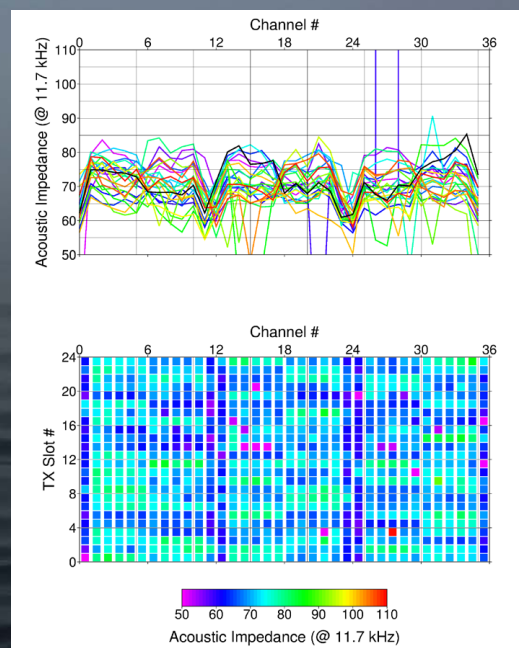 Channel #
0 6 12 18 24 30 36
110
100
90
80
70
60
50
Acoustic Impedance (@ 11.7 kHz)
Channel #
0 6 12 18 24 30 36
24
20
16
12
8
4
0
TX Slot #
50 60 70 80 90 100 110
Acoustic Impedance (@ 11.7 kHz)